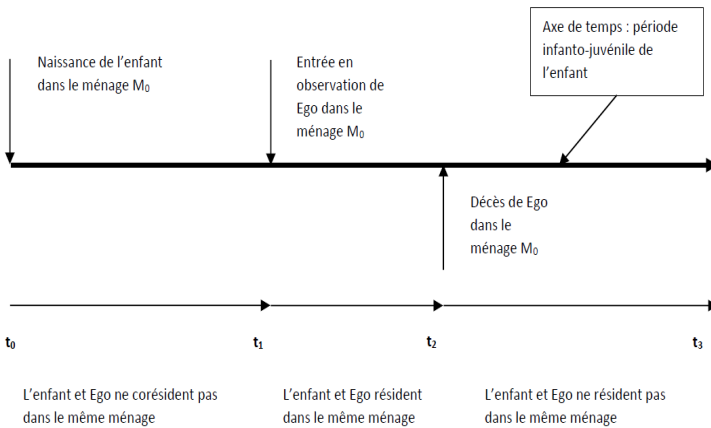 Naissance de l'enfant
dans le ménage M₀
Entrée en
observation de
Ego dans le
ménage M₀
Axe de temps : période
infanto-juvénile de
l'enfant
Décès de Ego
dans le
ménage M₀
t₀
t₁
t₂
t₃
L'enfant et Ego ne corésident pas
dans le même ménage
L'enfant et Ego résident
dans le même ménage
L'enfant et Ego ne résident pas
dans le même ménage